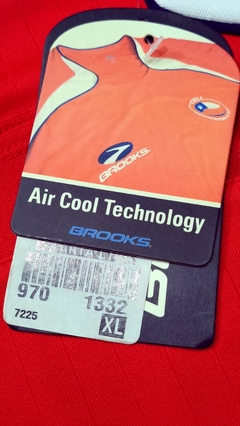 BROOKS.
Air Cool Technology
BROOKS.
970 1332
7225 XL